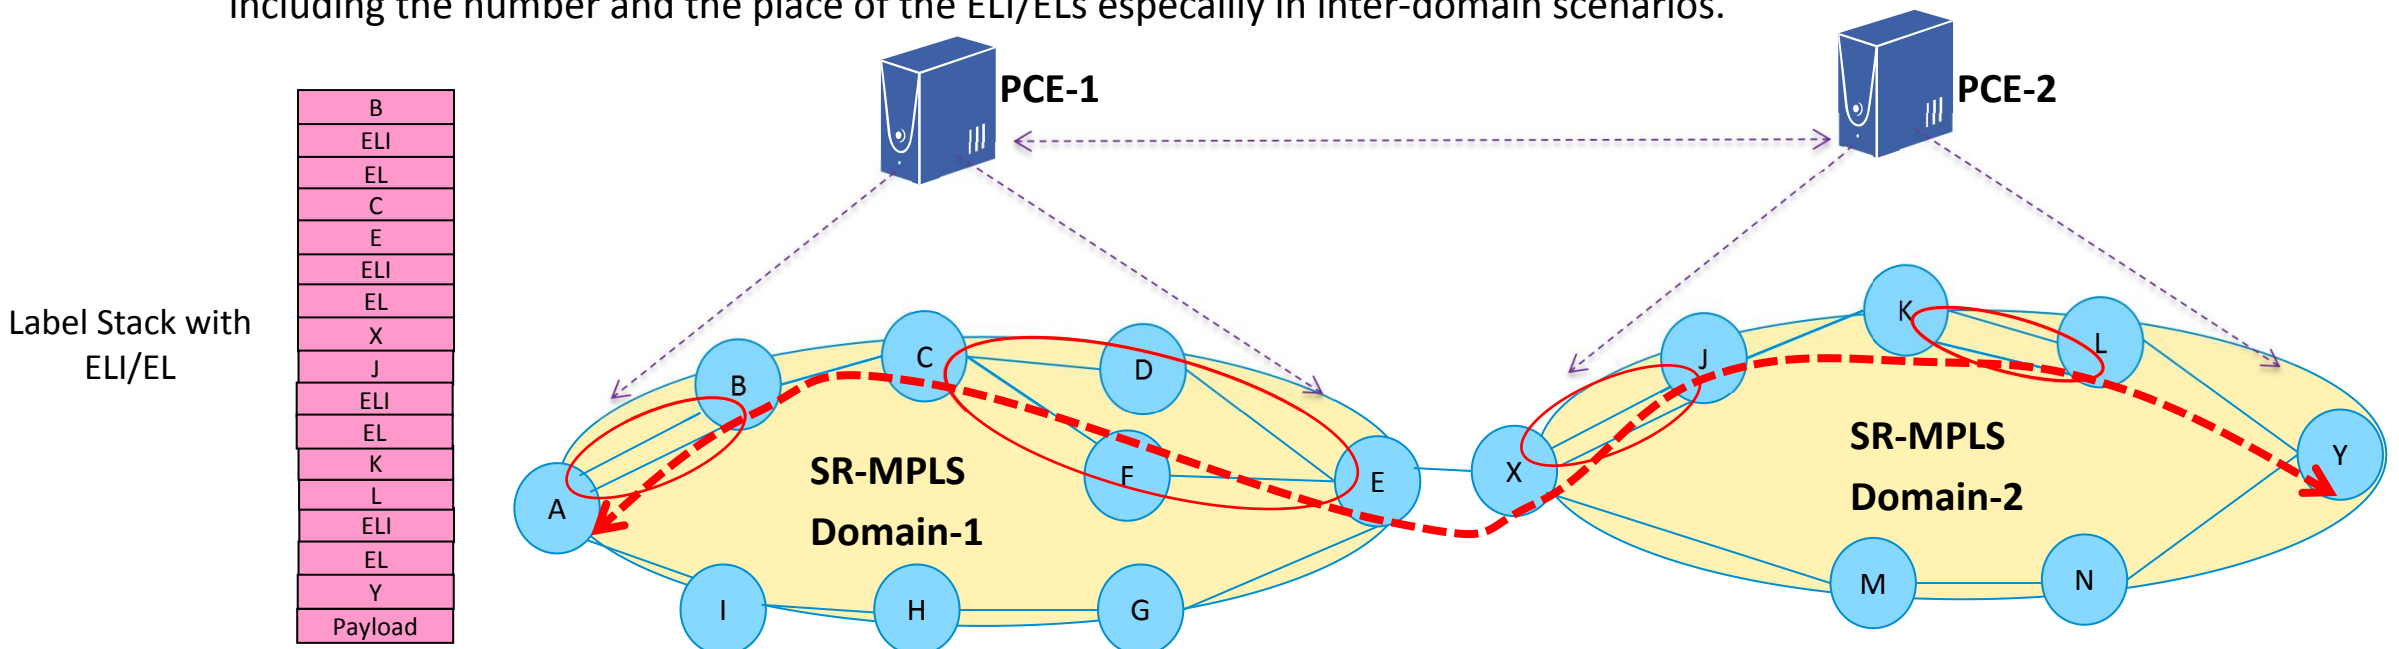 including the number and the place of the ELI/ELs especailly in inter-domain scenarios.
PCE-1
PCE-2
Label Stack with
ELI/EL
B
ELI
EL
C
E
ELI
EL
X
J
ELI
EL
K
L
ELI
EL
Y
Payload
A
B
C
D
E
F
G
H
I
SR-MPLS
Domain-1
X
J
K
L
Y
M
N
SR-MPLS
Domain-2